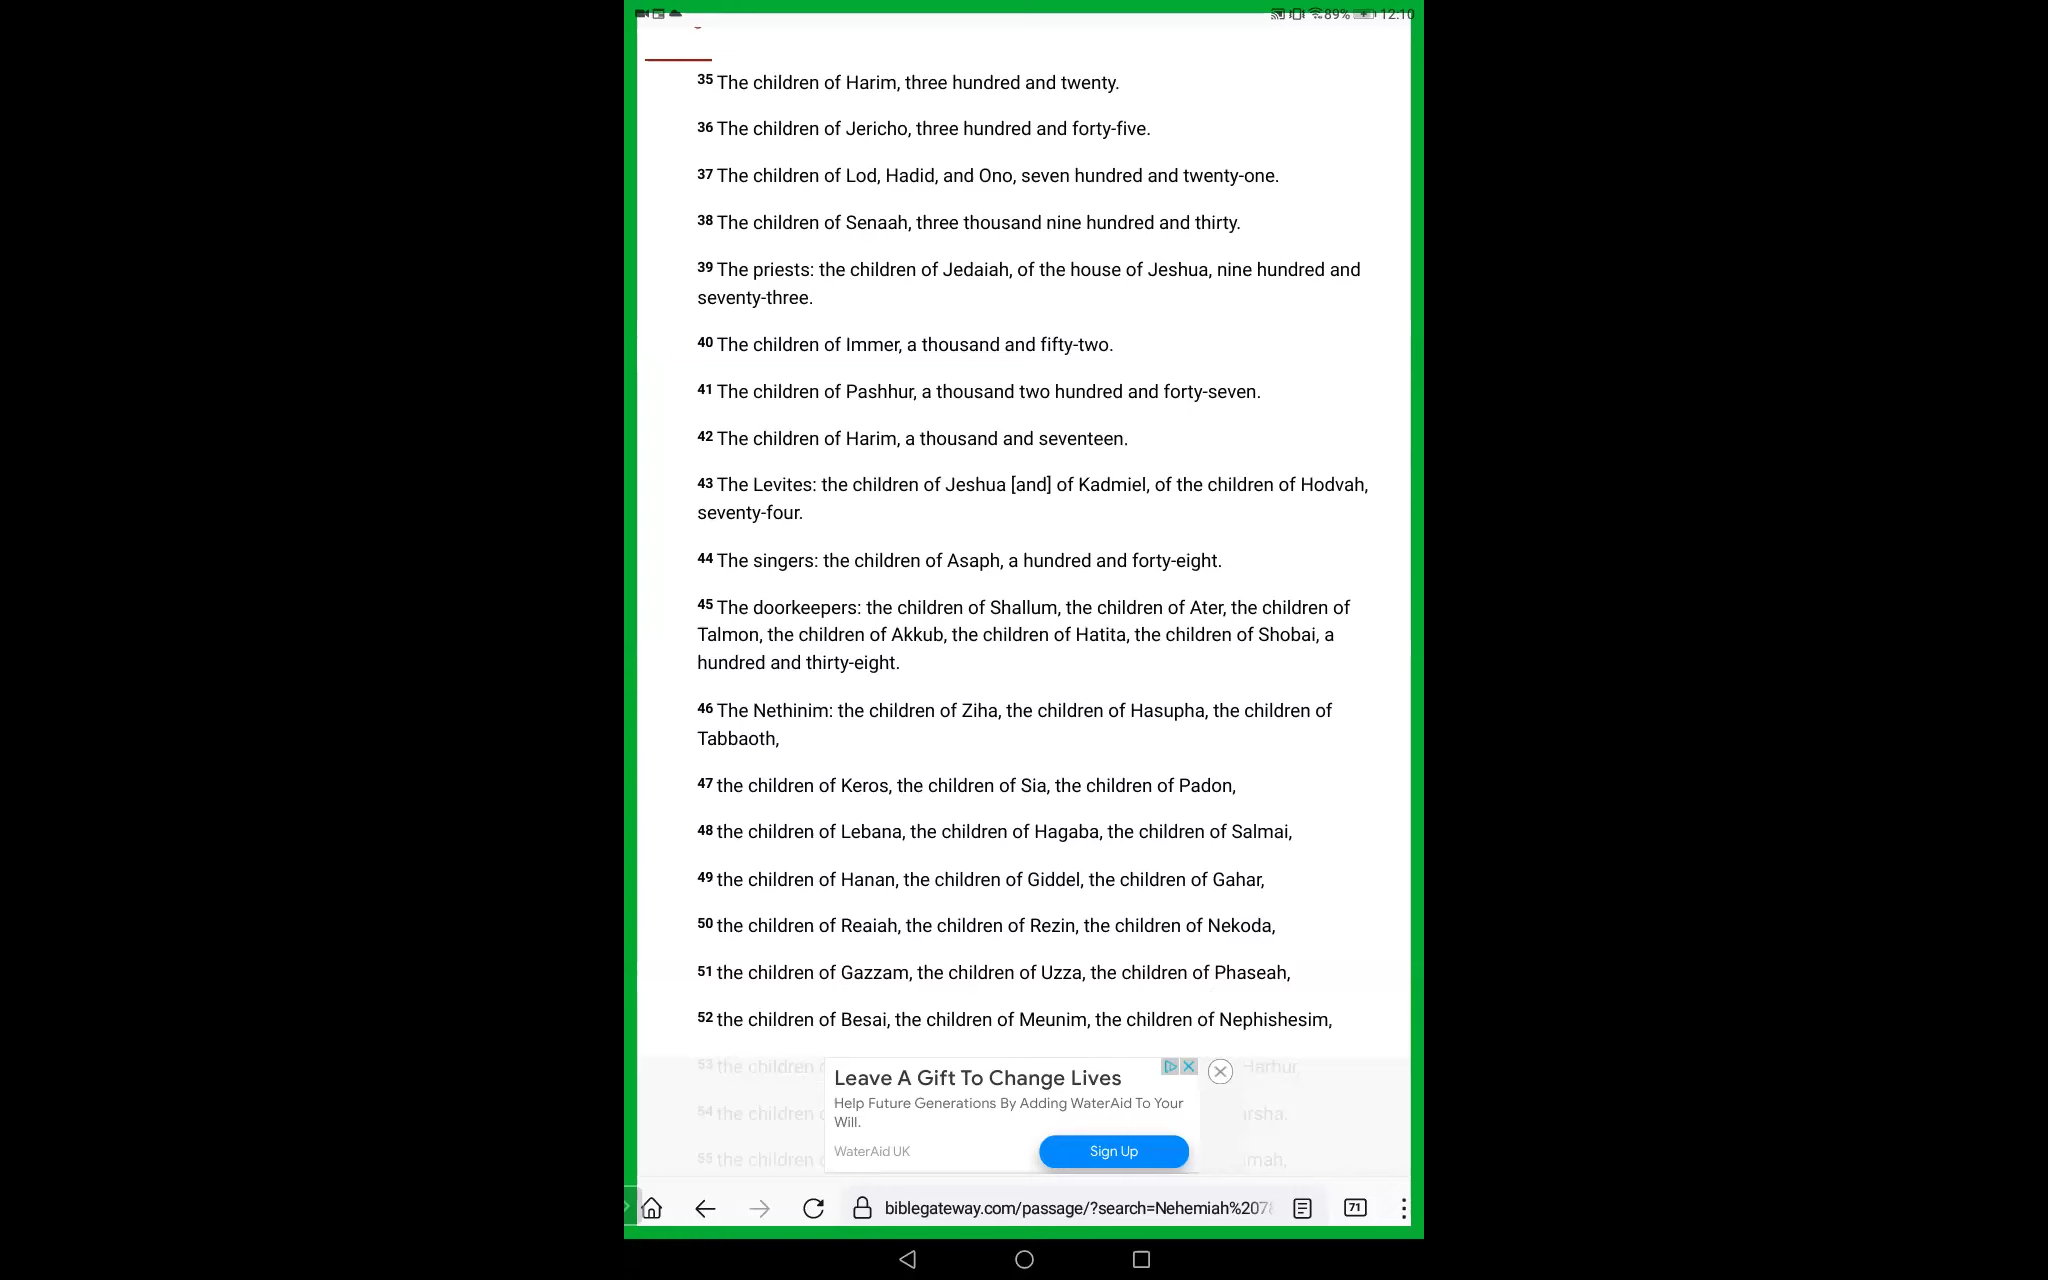 89% 12:10
35 The children of Harim, three hundred and twenty.
36 The children of Jericho, three hundred and forty-five.
37 The children of Lod, Hadid, and Ono, seven hundred and twenty-one.
38 The children of Senaah, three thousand nine hundred and thirty.
39 The priests: the children of Jedaiah, of the house of Jeshua, nine hundred and
seventy-three.
40 The children of Immer, a thousand and fifty-two.
41 The children of Pashhur, a thousand two hundred and forty-seven.
42 The children of Harim, a thousand and seventeen.
43 The Levites: the children of Jeshua [and] of Kadmiel, of the children of Hodvah,
seventy-four.
44 The singers: the children of Asaph, a hundred and forty-eight.
45 The doorkeepers: the children of Shallum, the children of Ater, the children of
Talmon, the children of Akkub, the children of Hatita, the children of Shobai, a
hundred and thirty-eight.
46 The Nethinim: the children of Ziha, the children of Hasupha, the children of
Tabbaoth,
47 the children of Keros, the children of Sia, the children of Padon,
48 the children of Lebana, the children of Hagaba, the children of Salmai,
49 the children of Hanan, the children of Giddel, the children of Gahar,
50 the children of Reaiah, the children of Rezin, the children of Nekoda,
51 the children of Gazzam, the children of Uzza, the children of Phaseah,
52 the children of Besai, the children of Meunim, the children of Nephishesim,
53 the children Harhur,
54 the children
55 the children
Leave A Gift To Change Lives
Help Future Generations By Adding WaterAid To Your
Will.
WaterAid UK
Sign Up
biblegateway.com/passage/?search=Nehemiah%207
71